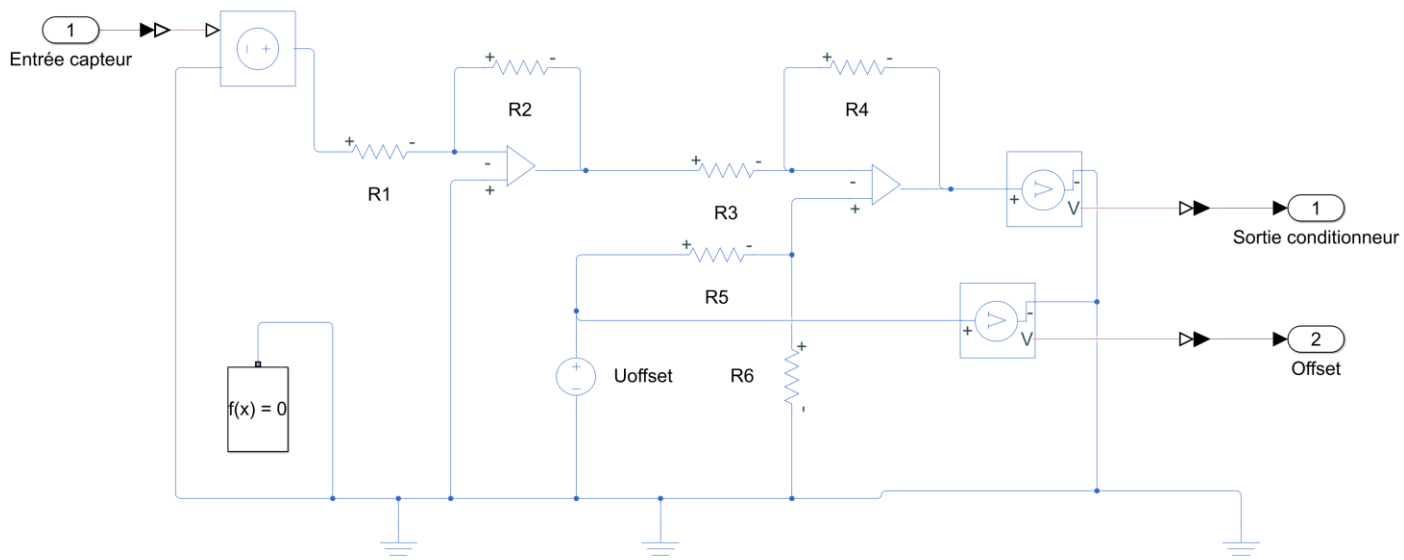 1
Entrée capteur
- +
+ -
R2
+ -
R4
+ -
R1
-
+
+ -
R3
-
+
V
-
+
V
1
Sortie conditionneur
+ -
R5
V
-
+
V
2
Offset
+
-
Uoffset
R6
+
-
f(x) = 0